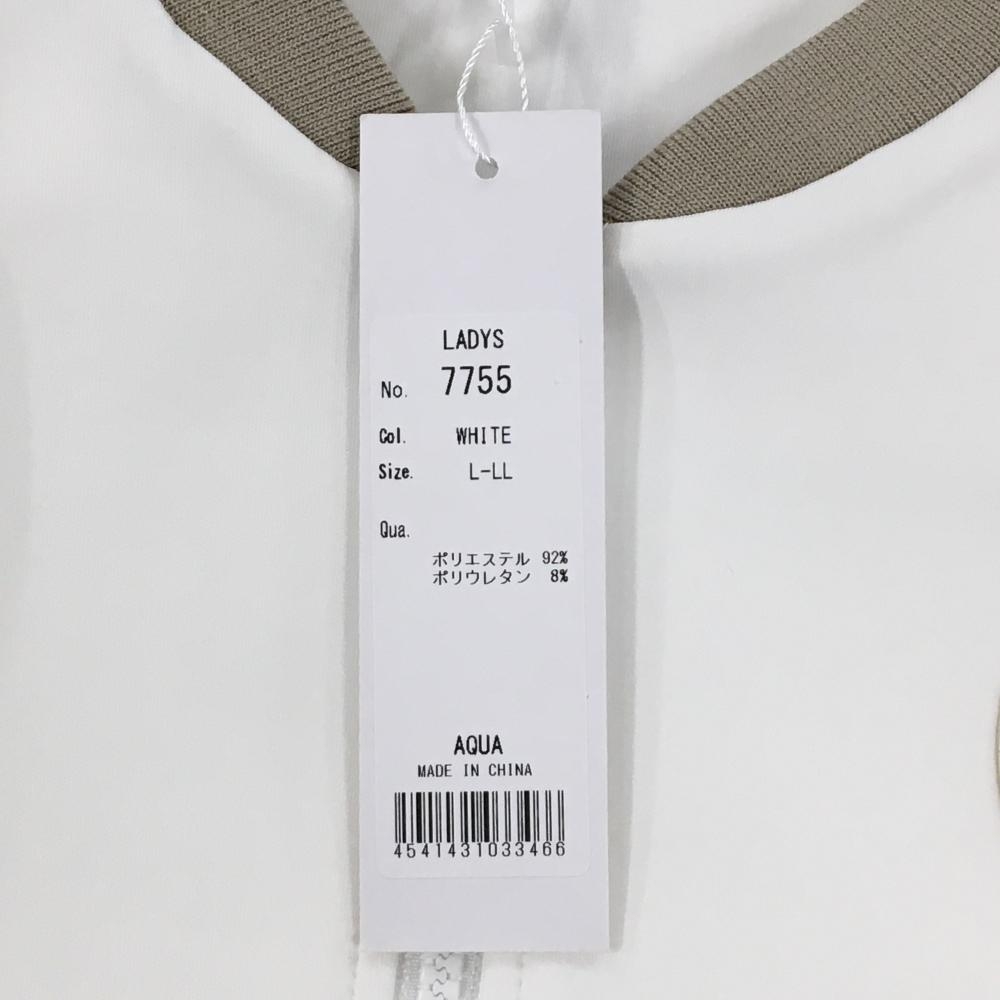 LADYS
No. 7755
Col. WHITE
Size. L-LL
Qua.
ポリエステル 92%
ポリウレタン 8%
AQUA
MADE IN CHINA
4541431033466